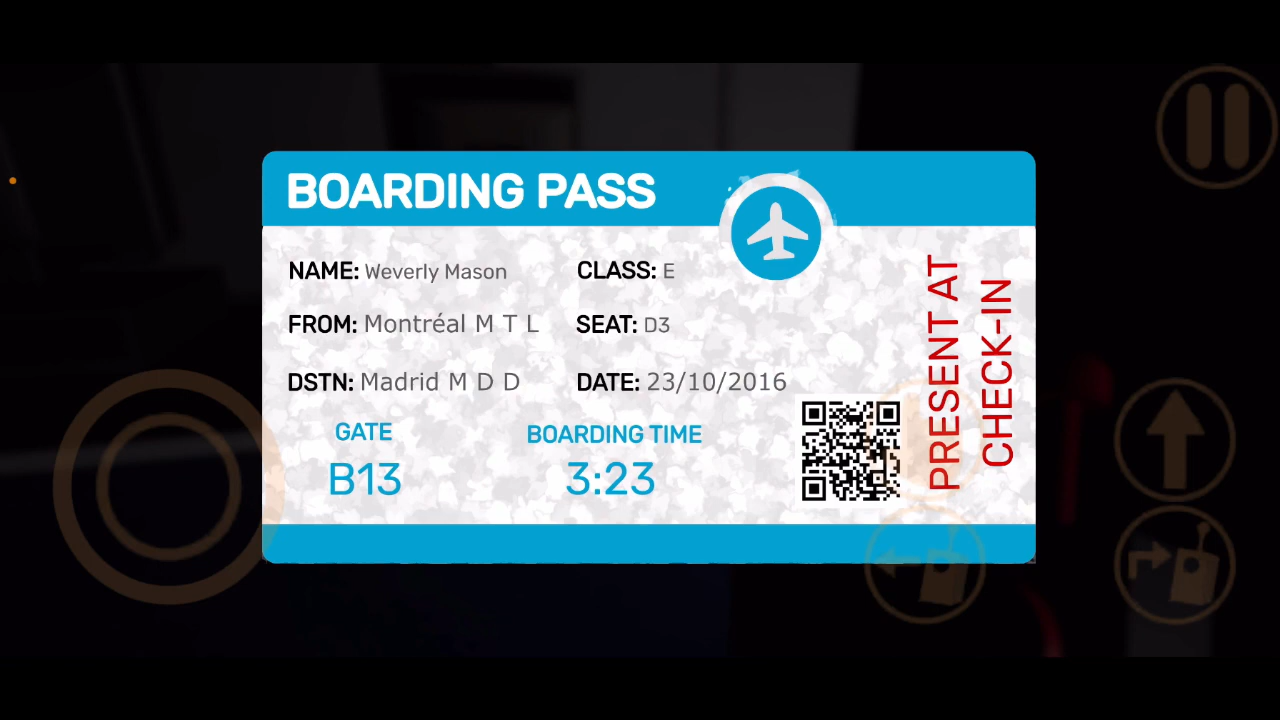 BOARDING PASS
NAME: Weverly Mason
CLASS: E
FROM: Montréal M T L
SEAT: D3
DSTN: Madrid M D D
DATE: 23/10/2016
GATE
BOARDING TIME
B13
3:23
PRESENT AT
CHECK-IN